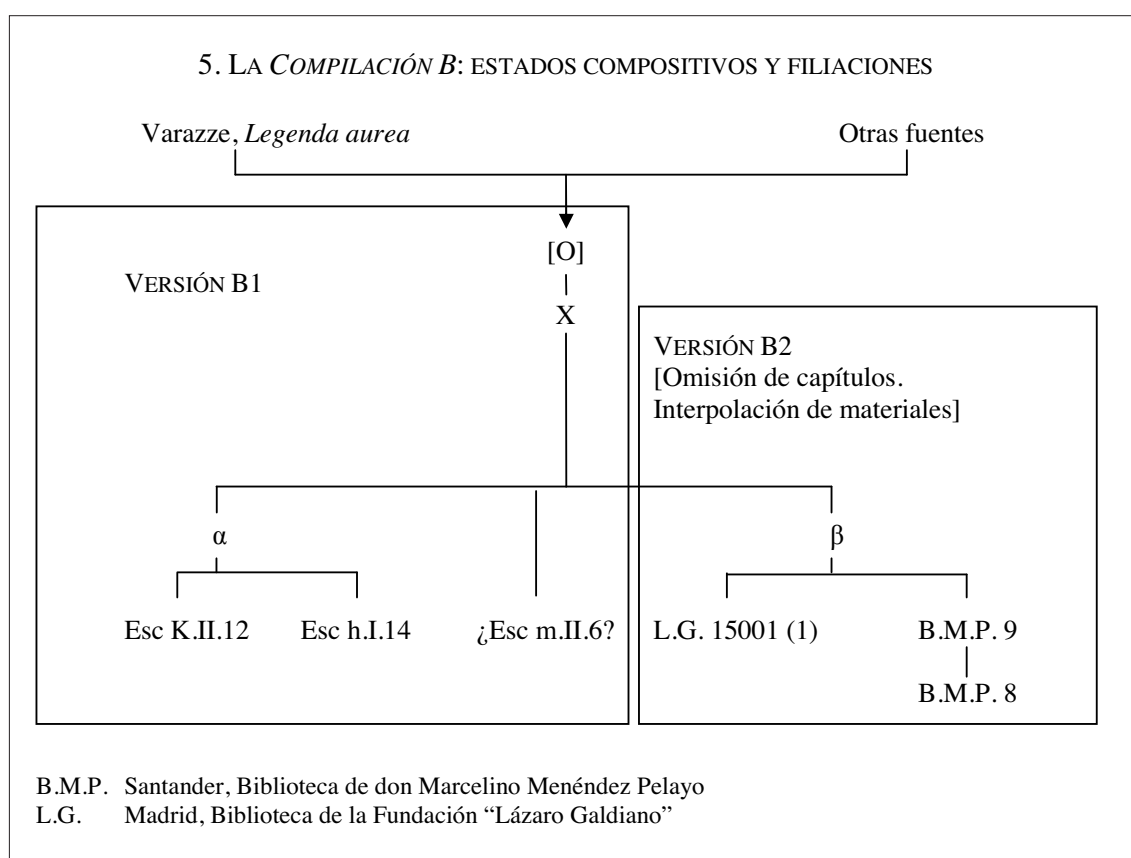 5. LA COMPILACIÓN B: ESTADOS COMPOSITIVOS Y FILIACIONES
Varazze, Legenda aurea Otras fuentes
[O]
VERSIÓN B1
X
VERSIÓN B2
[Omisión de capítulos.
Interpolación de materiales]
α β
Esc K.II.12 Esc h.I.14 ¿Esc m.II.6? L.G. 15001 (1) B.M.P. 9
B.M.P. 8
B.M.P. Santander, Biblioteca de don Marcelino Menéndez Pelayo
L.G. Madrid, Biblioteca de la Fundación “Lázaro Galdiano”